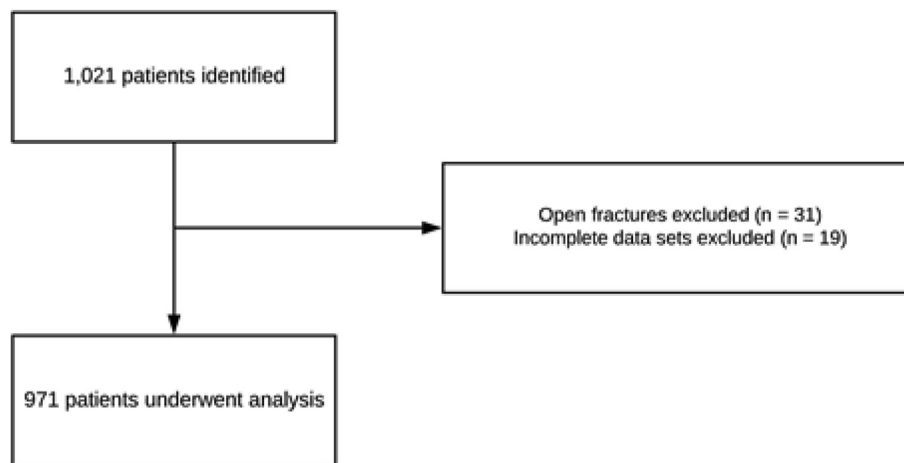 1,021 patients identified
Open fractures excluded (n = 31)
Incomplete data sets excluded (n = 19)
971 patients underwent analysis